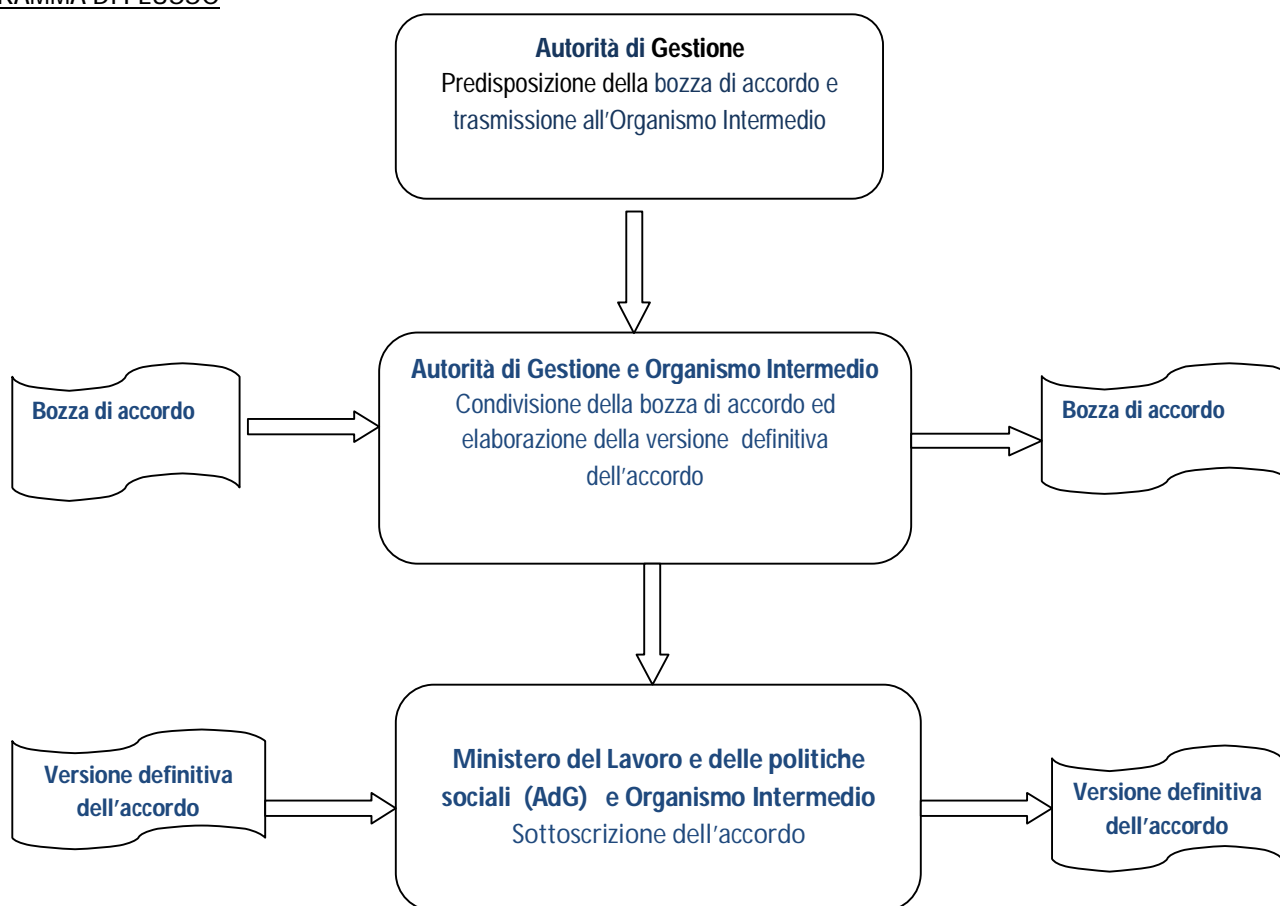 Autorità di Gestione
Predisposizione della bozza di accordo e
trasmissione all'Organismo Intermedio
Autorità di Gestione e Organismo Intermedio
Condivisione della bozza di accordo ed
elaborazione della versione definitiva
dell'accordo
Bozza di accordo
Bozza di accordo
Ministero del Lavoro e delle politiche
sociali (AdG) e Organismo Intermedio
Sottoscrizione dell'accordo
Versione definitiva
dell'accordo
Versione definitiva
dell'accordo